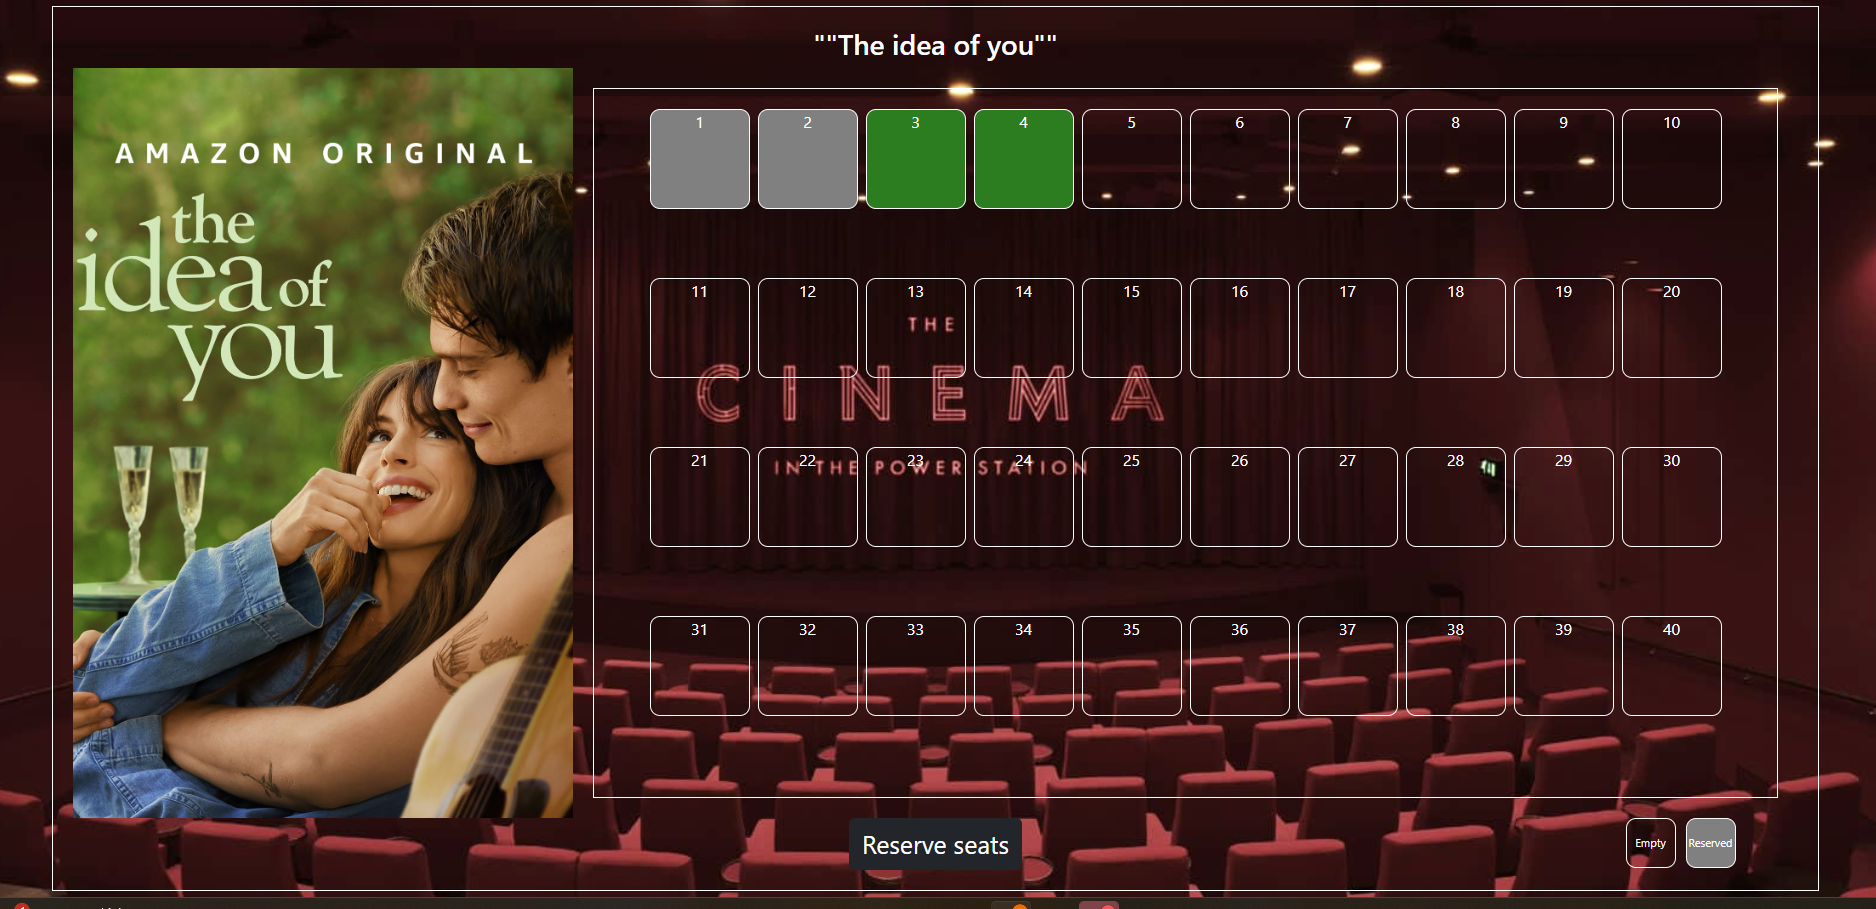 ""The idea of you""
AMAZON ORIGINAL
the
idea of
you
1 2 3 4 5 6 7 8 9 10
11 12 13 14 15 16 17 18 19 20
THE
CINEMA
21 22 23 24 25 26 27 28 29 30
IN THE POWER STATION
31 32 33 34 35 36 37 38 39 40
Reserve seats
Empty
Reserved